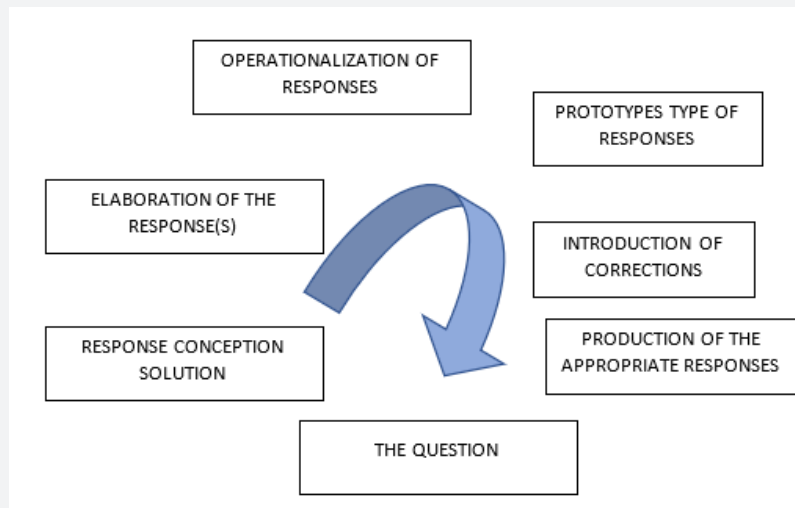 OPERATIONALIZATION OF
RESPONSES
PROTOTYPES TYPE OF
RESPONSES
ELABORATION OF THE
RESPONSE(S)
INTRODUCTION OF
CORRECTIONS
RESPONSE CONCEPTION
SOLUTION
PRODUCTION OF THE
APPROPRIATE RESPONSES
THE QUESTION